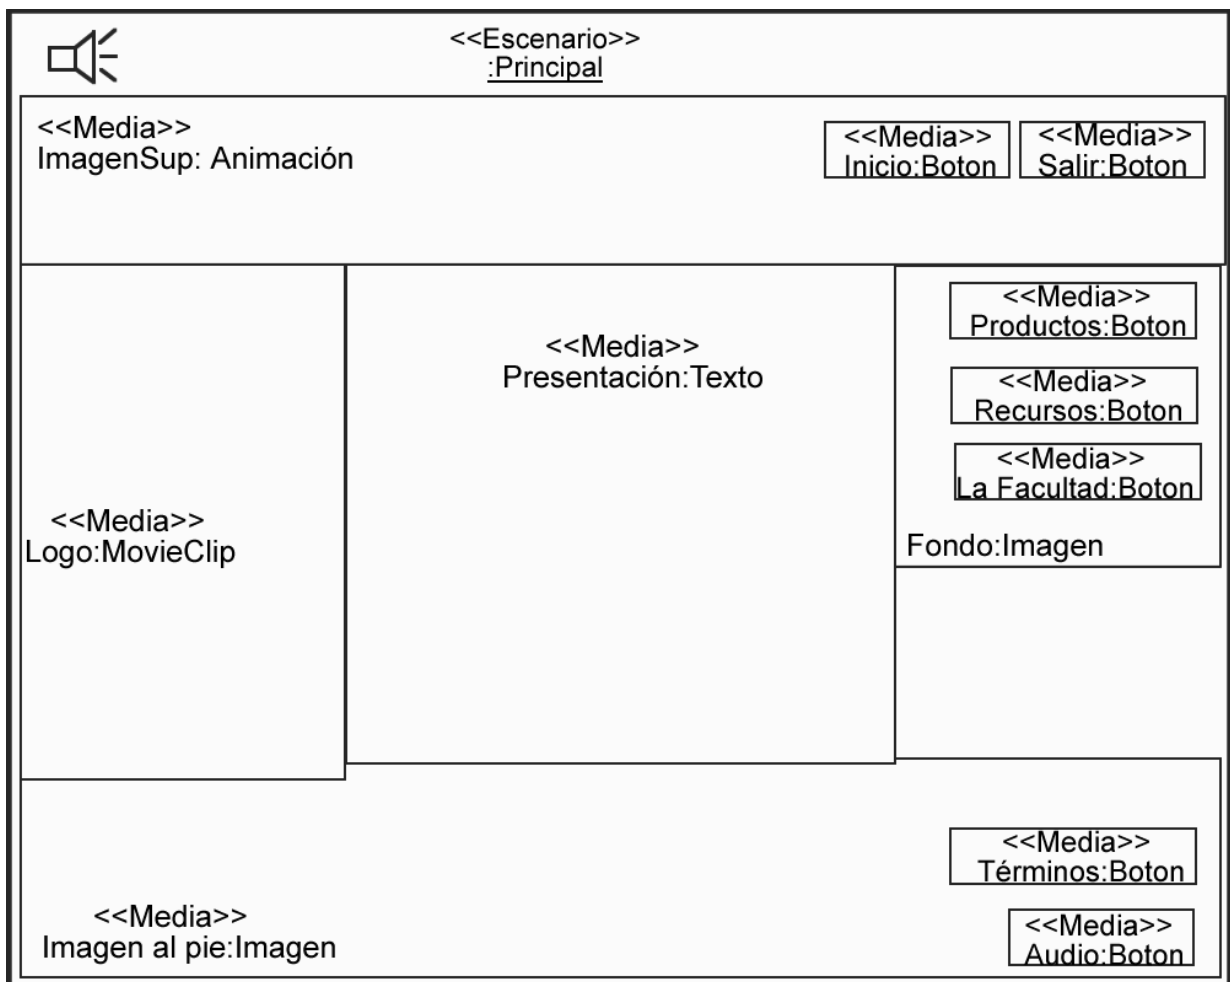 <<Escenario>>
:Principal
<<Media>>
ImagenSup: Animación
<<Media>>
Inicio:Boton
<<Media>>
Salir:Boton
<<Media>>
Logo:MovieClip
<<Media>>
Presentación:Texto
<<Media>>
Productos:Boton
<<Media>>
Recursos:Boton
<<Media>>
La Facultad:Boton
Fondo:Imagen
<<Media>>
Imagen al pie:Imagen
<<Media>>
Términos:Boton
<<Media>>
Audio:Boton